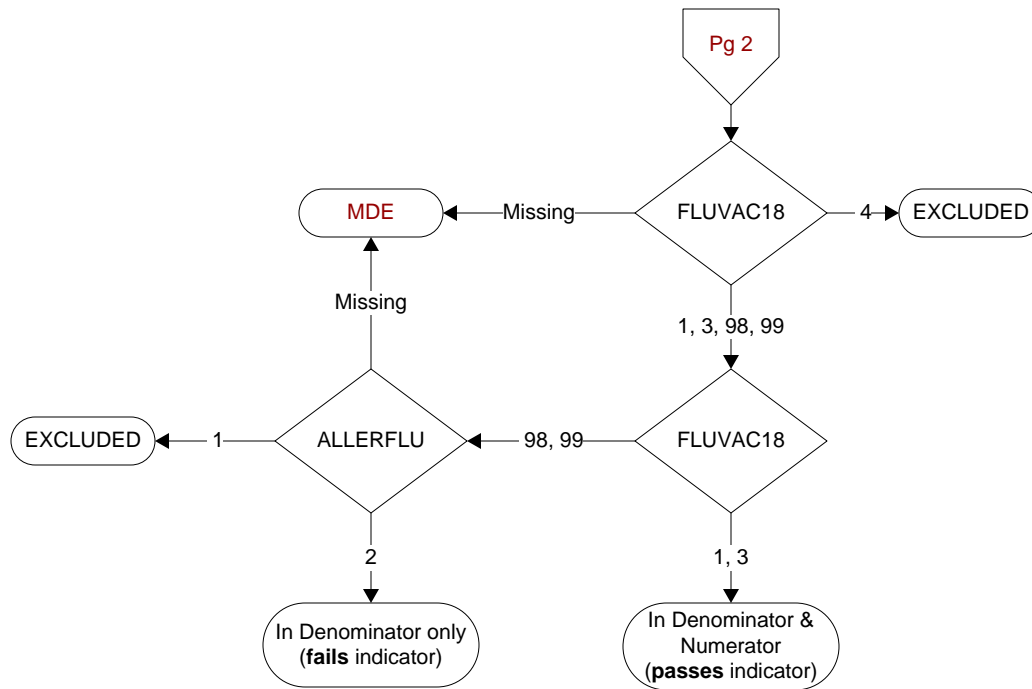 Pg 2
MDE
Missing
FLUVAC18
4
EXCLUDED
Missing
1, 3, 98, 99
EXCLUDED
1
ALLERFLU
98, 99
FLUVAC18
2
1, 3
In Denominator only
(fails indicator)
In Denominator &
Numerator
(passes indicator)